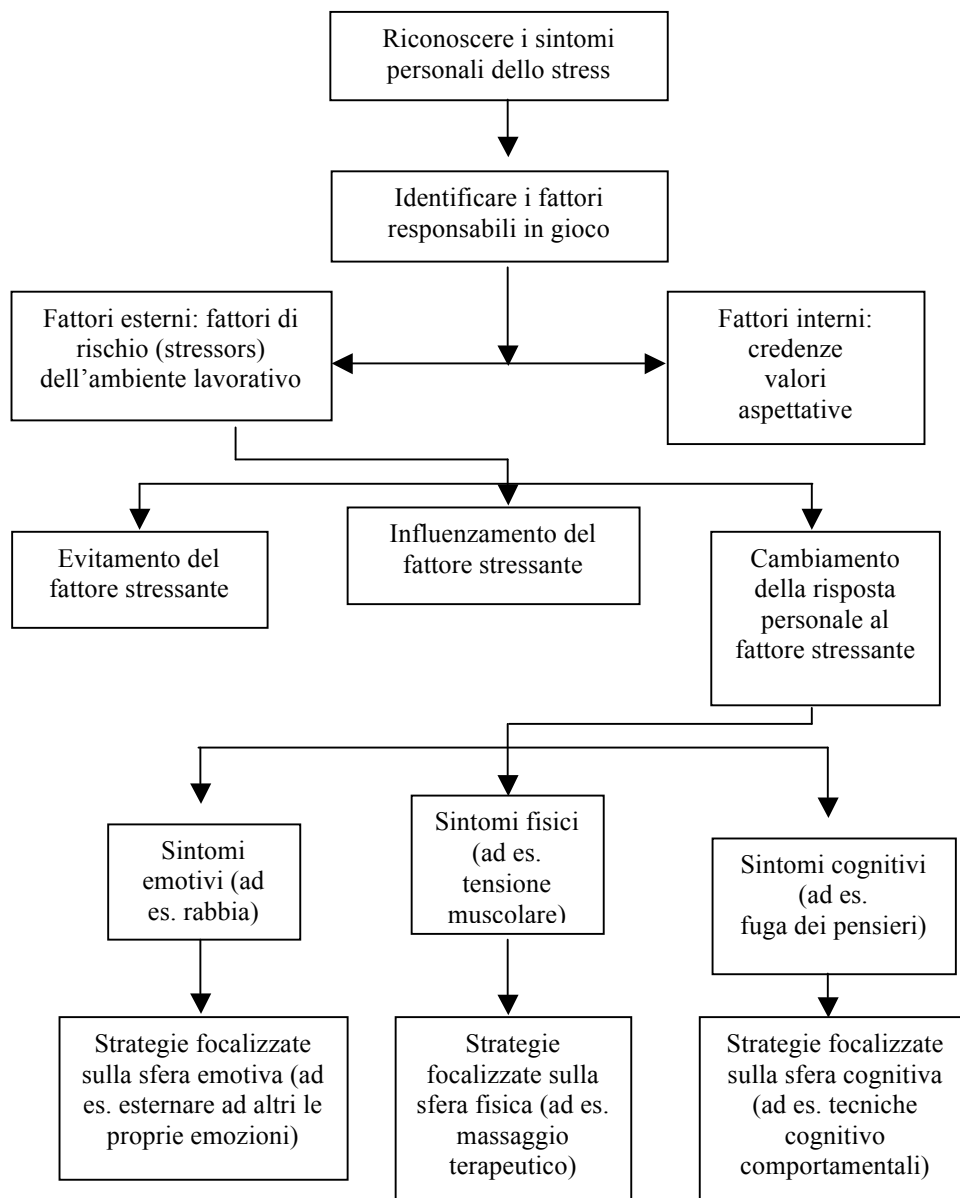 Riconoscere i sintomi
personali dello stress
Identificare i fattori
responsabili in gioco
Fattori esterni: fattori di
rischio (stressors)
dell’ambiente lavorativo
Fattori interni:
credenze
valori
aspettative
Evitamento del
fattore stressante
Influenzamento del
fattore stressante
Cambiamento
della risposta
personale al
fattore stressante
Sintomi
emotivi (ad
es. rabbia)
Sintomi fisici
(ad es.
tensione
muscolare)
Sintomi cognitivi
(ad es.
fuga dei pensieri)
Strategie focalizzate
sulla sfera emotiva (ad
es. esternare ad altri le
proprie emozioni)
Strategie
focalizzate sulla
sfera fisica (ad es.
massaggio
terapeutico)
Strategie focalizzate
sulla sfera cognitiva
(ad es. tecniche
cognitivo
comportamentali)